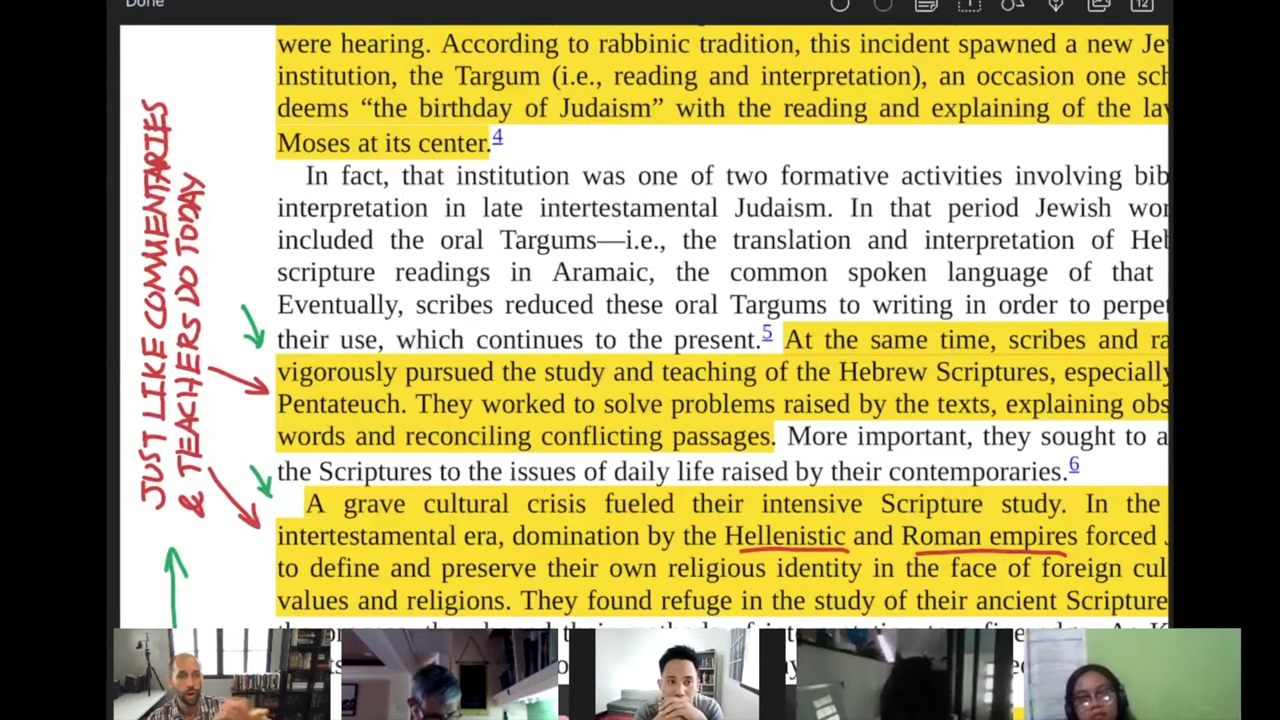 Done
12
were hearing. According to rabbinic tradition, this incident spawned a new
institution, the Targum (i.e., reading and interpretation), an occasion one
deems “the birthday of Judaism” with the reading and explaining of the
Moses at its center.4
In fact, that institution was one of two formative activities involving
interpretation in late intertestamental Judaism. In that period Jewish
included the oral Targums—i.e., the translation and interpretation of
scripture readings in Aramaic, the common spoken language of that
Eventually, scribes reduced these oral Targums to writing in order to
their use, which continues to the present.5 At the same time, scribes and
vigorously pursued the study and teaching of the Hebrew Scriptures, especially
Pentateuch. They worked to solve problems raised by the texts, explaining
words and reconciling conflicting passages. More important, they sought to
the Scriptures to the issues of daily life raised by their contemporaries.6
A grave cultural crisis fueled their intensive Scripture study. In the
intertestamental era, domination by the Hellenistic and Roman empires forced
to define and preserve their own religious identity in the face of foreign
values and religions. They found refuge in the study of their ancient Scripture
JUST LIKE COMMENTARIES
& TEACHERS DO TODAY